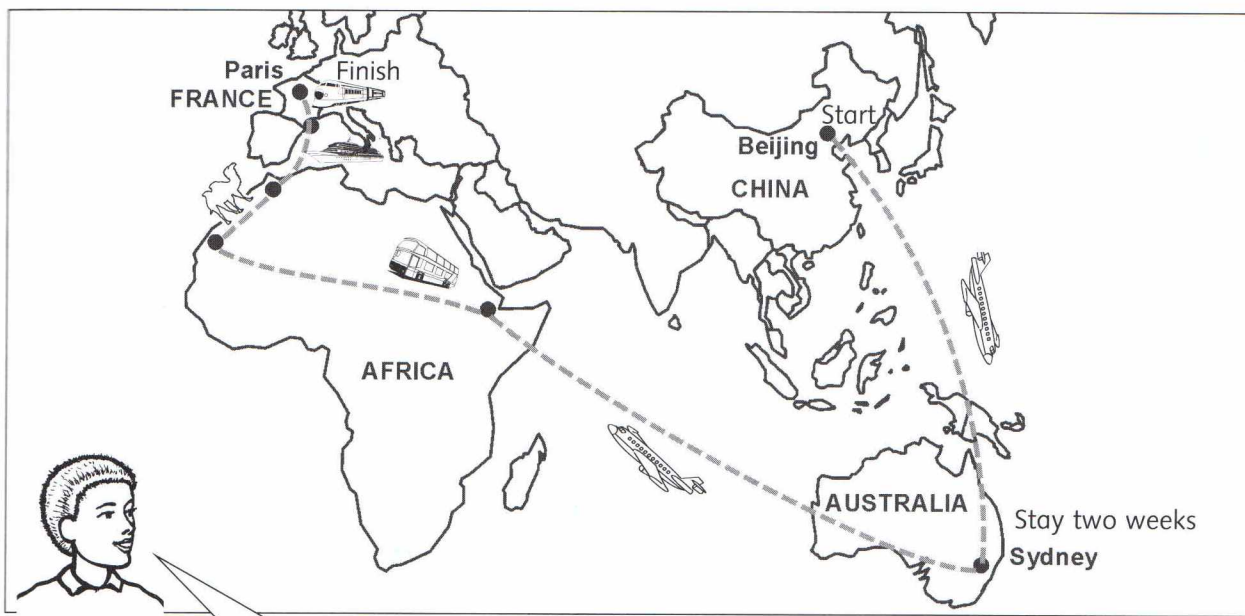 Paris
Finish
FRANCE
Start
Beijing
CHINA
AFRICA
AUSTRALIA
Stay two weeks
Sydney